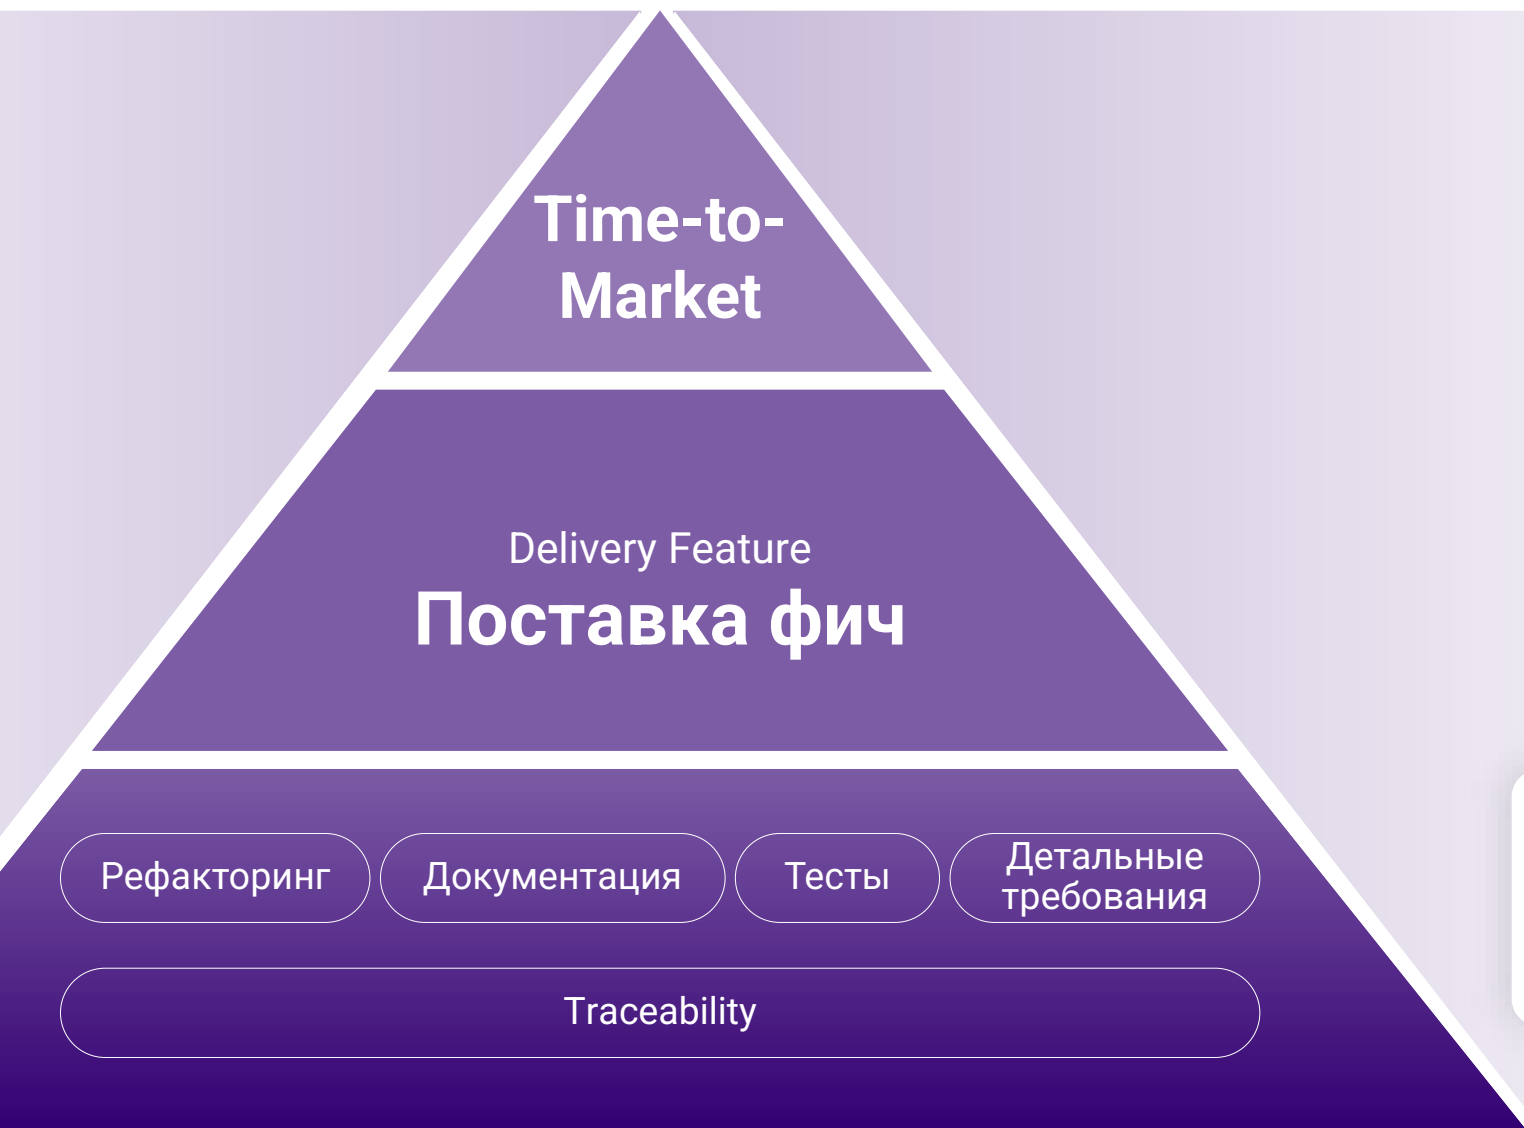 Time-to-
Market
Delivery Feature
Поставка фич
Рефакторинг
Документация
Тесты
Детальные
требования
Traceability